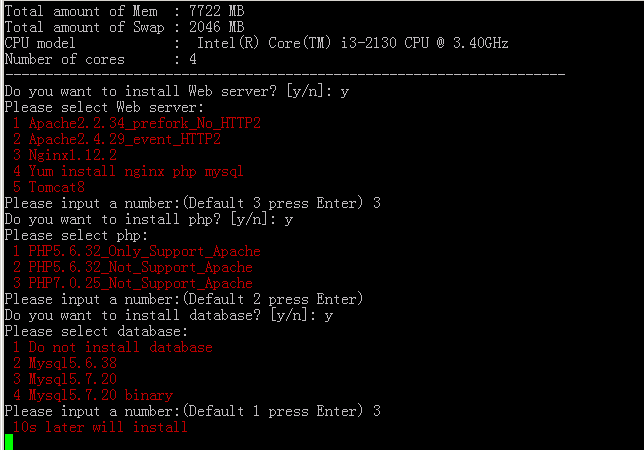 Total amount of Mem  : 7722 MB
Total amount of Swap : 2046 MB
CPU model            :  Intel(R) Core(TM) i3-2130 CPU @ 3.40GHz
Number of cores      : 4
----------------------------------------------------------------------
Do you want to install Web server? [y/n]: y
Please select Web server:
1 Apache2.2.34_prefork_No_HTTP2
2 Apache2.4.29_event_HTTP2
3 Nginx1.12.2
4 Yum install nginx php mysql
5 Tomcat8
Please input a number:(Default 3 press Enter) 3
Do you want to install php? [y/n]: y
Please select php:
1 PHP5.6.32_Only_Support_Apache
2 PHP5.6.32_Not_Support_Apache
3 PHP7.0.25_Not_Support_Apache
Please input a number:(Default 2 press Enter)
Do you want to install database? [y/n]: y
Please select database:
1 Do not install database
2 Mysql5.6.38
3 Mysql5.7.20
4 Mysql5.7.20 binary
Please input a number:(Default 1 press Enter) 3
10s later will install